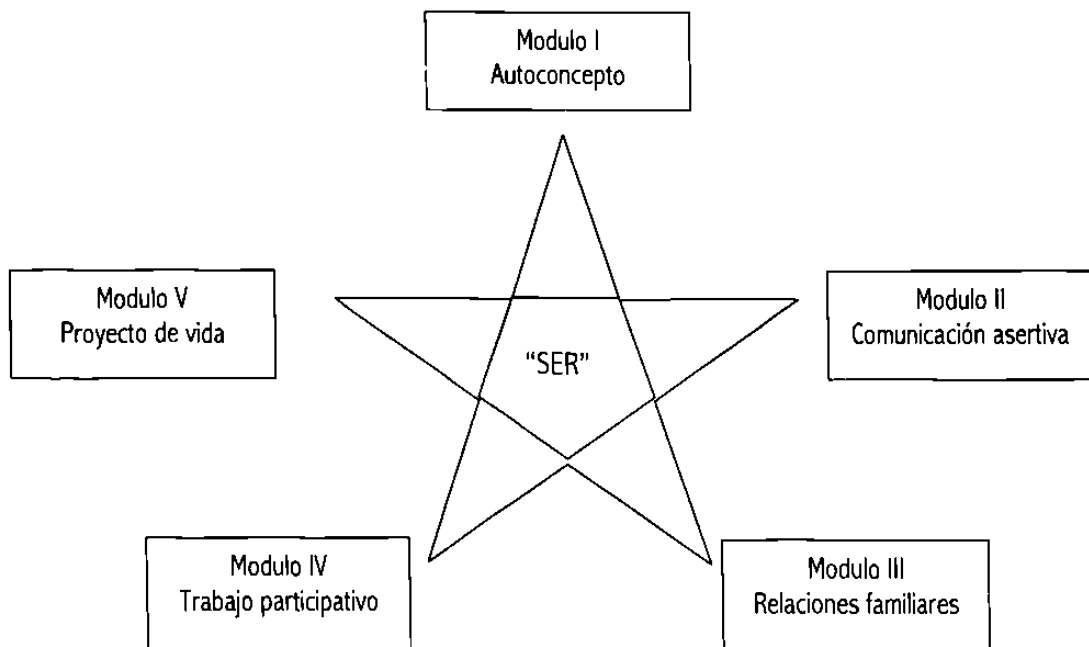 Modulo I
Autoconcepto
Modulo V
Proyecto de vida
Modulo II
Comunicación asertiva
“SER”
Modulo IV
Trabajo participativo
Modulo III
Relaciones familiares